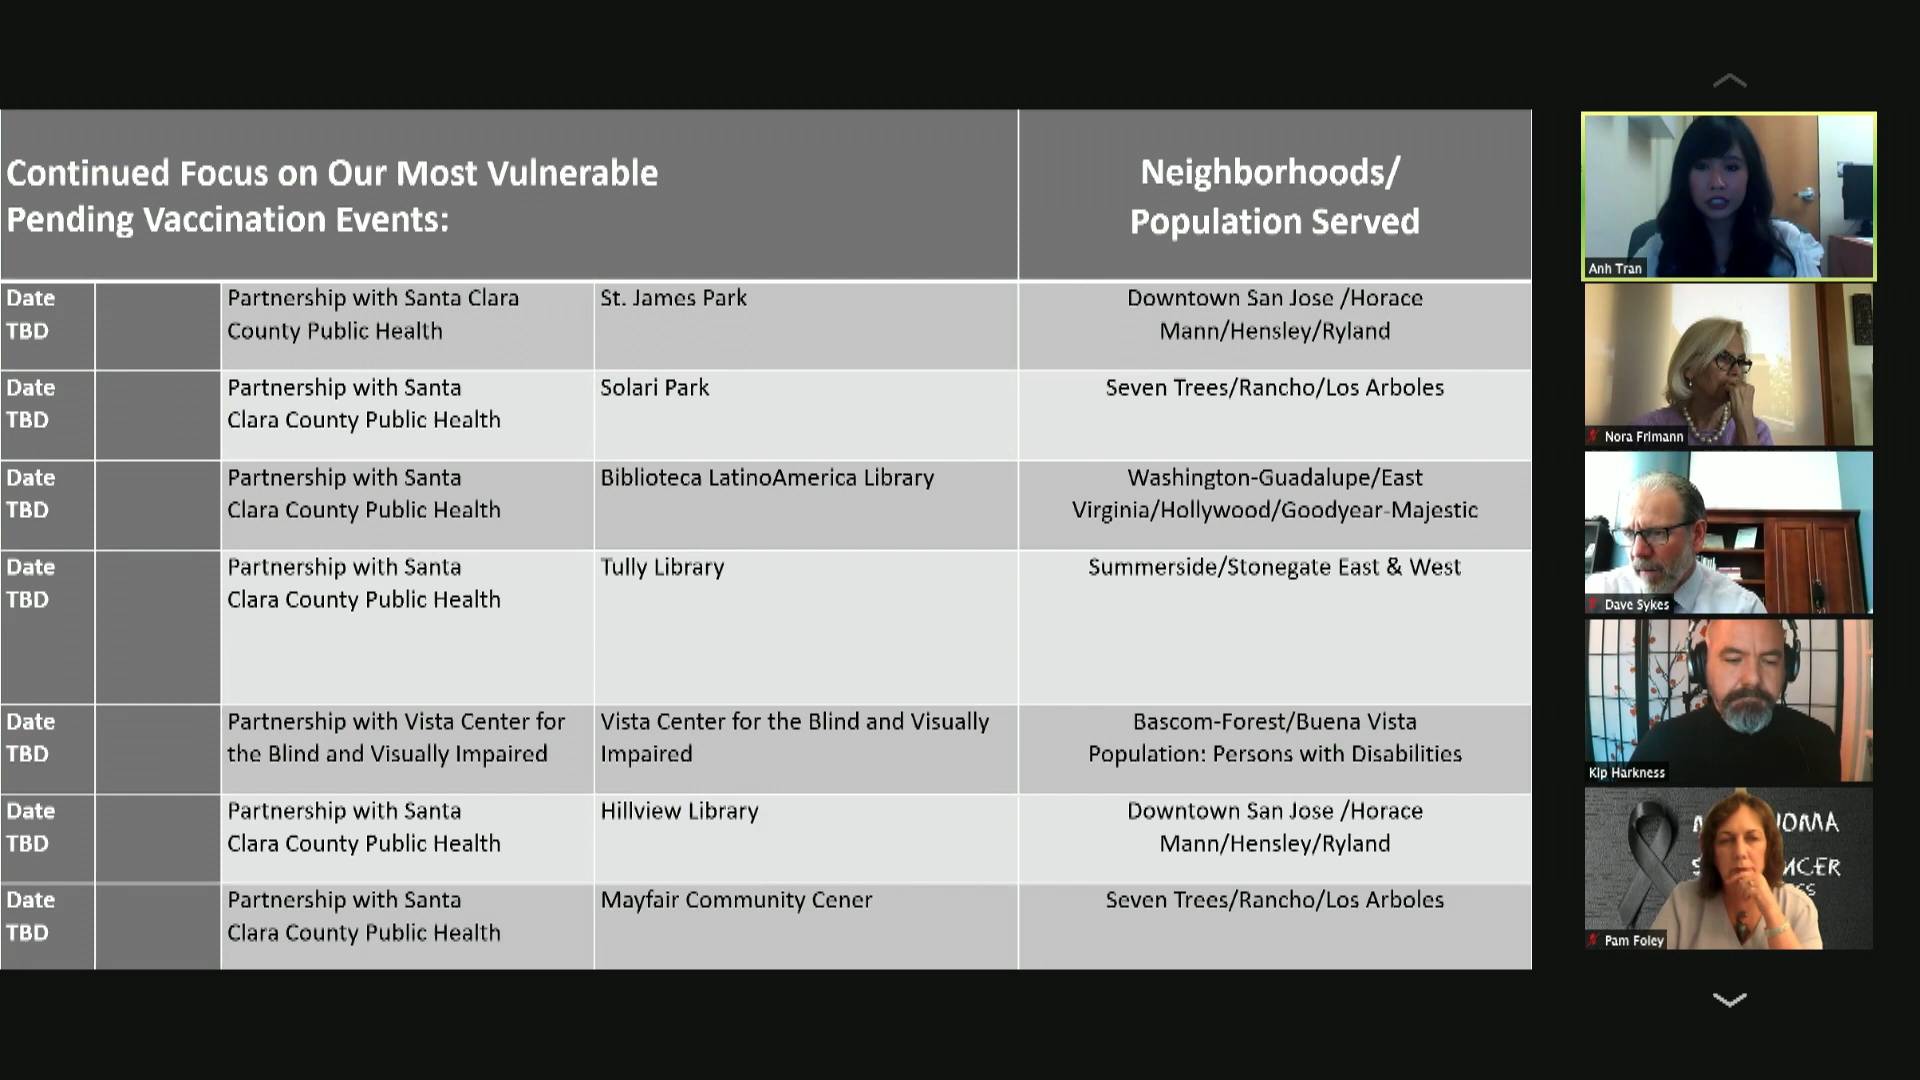 Continued Focus on Our Most Vulnerable
Pending Vaccination Events:
Neighborhoods/
Population Served
Date
TBD
Partnership with Santa Clara
County Public Health
St. James Park
Downtown San Jose /Horace
Mann/Hensley/Ryland
Date
TBD
Partnership with Santa
Clara County Public Health
Solari Park
Seven Trees/Rancho/Los Arboles
Date
TBD
Partnership with Santa
Clara County Public Health
Biblioteca LatinoAmerica Library
Washington-Guadalupe/East
Virginia/Hollywood/Goodyear-Majestic
Date
TBD
Partnership with Santa
Clara County Public Health
Tully Library
Summerside/Stonegate East & West
Date
TBD
Partnership with Vista Center for
the Blind and Visually Impaired
Vista Center for the Blind and Visually
Impaired
Bascom-Forest/Buena Vista
Population: Persons with Disabilities
Date
TBD
Partnership with Santa
Clara County Public Health
Hillview Library
Downtown San Jose /Horace
Mann/Hensley/Ryland
Date
TBD
Partnership with Santa
Clara County Public Health
Mayfair Community Cener
Seven Trees/Rancho/Los Arboles
Anh Tran
Nora Frimann
Dave Sykes
Kip Harkness
Pam Foley